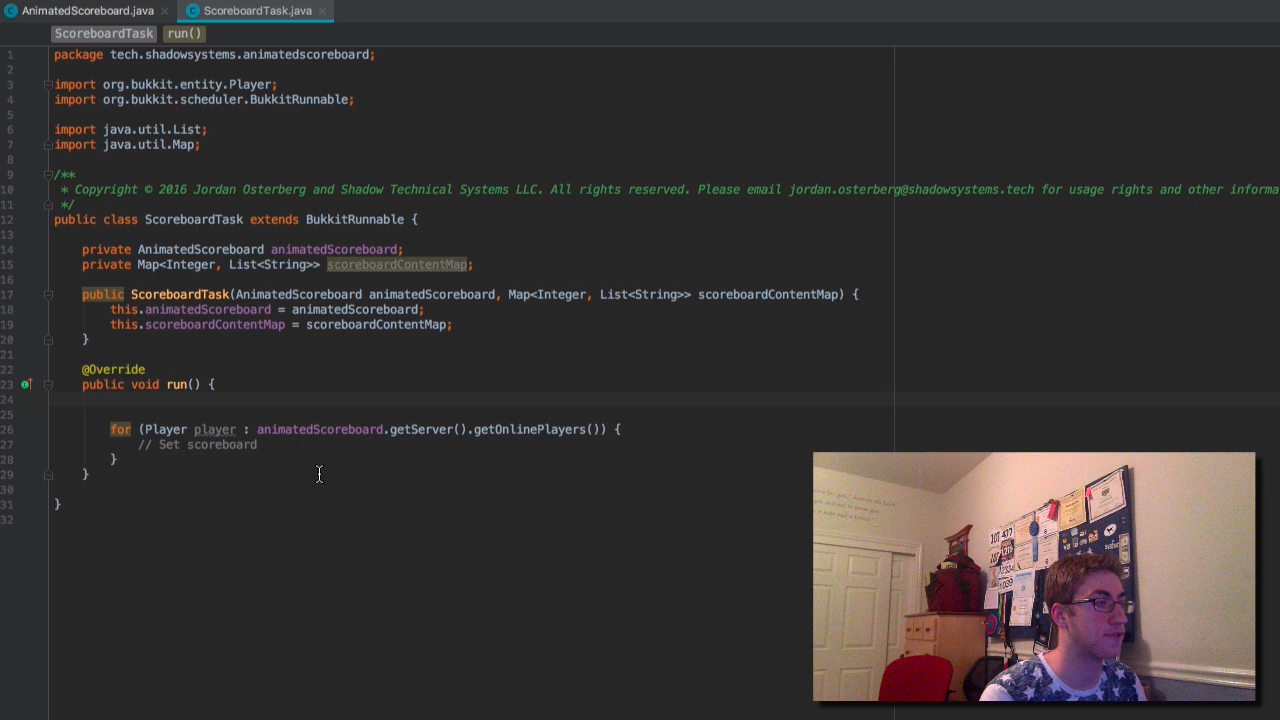 AnimatedScoreboard.java
ScoreboardTask.java
ScoreboardTask run()
1 package tech.shadowsystems.animatedscoreboard;
2
3 import org.bukkit.entity.Player;
4 import org.bukkit.scheduler.BukkitRunnable;
5
6 import java.util.List;
7 import java.util.Map;
8
9 /**
10 * Copyright © 2016 Jordan Osterberg and Shadow Technical Systems LLC. All rights reserved. Please email jordan.osterberg@shadowsystems.tech for usage rights and other informa
11 */
12 public class ScoreboardTask extends BukkitRunnable {
13
14 private AnimatedScoreboard animatedScoreboard;
15 private Map<Integer, List<String>> scoreboardContentMap;
16
17 public ScoreboardTask(AnimatedScoreboard animatedScoreboard, Map<Integer, List<String>> scoreboardContentMap) {
18 this.animatedScoreboard = animatedScoreboard;
19 this.scoreboardContentMap = scoreboardContentMap;
20 }
21
22 @Override
23 public void run() {
24
25
26 for (Player player : animatedScoreboard.getServer().getOnlinePlayers()) {
27 // Set scoreboard
28 }
29 }
30
31 }
32